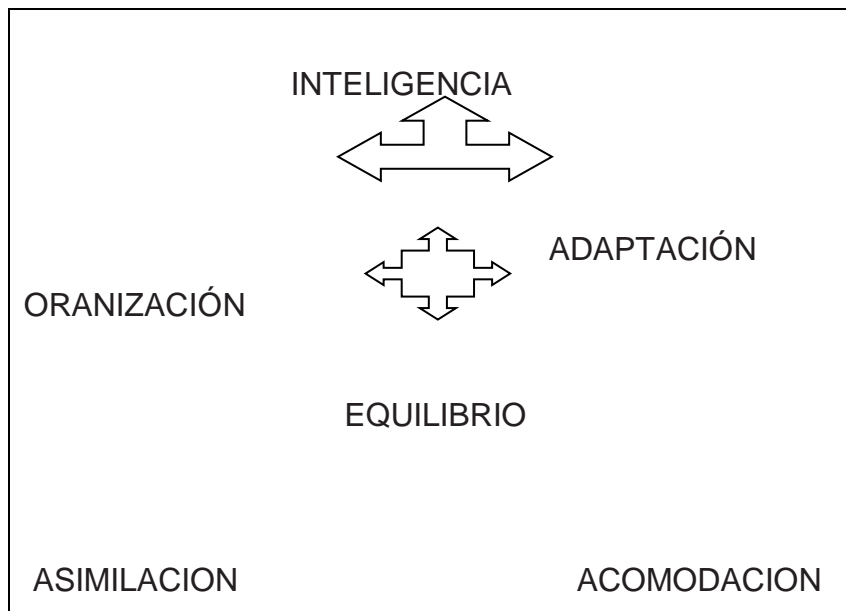 INTELIGENCIA
ADAPTACIÓN
ORANIZACIÓN
EQUILIBRIO
ASIMILACION
ACOMODACION